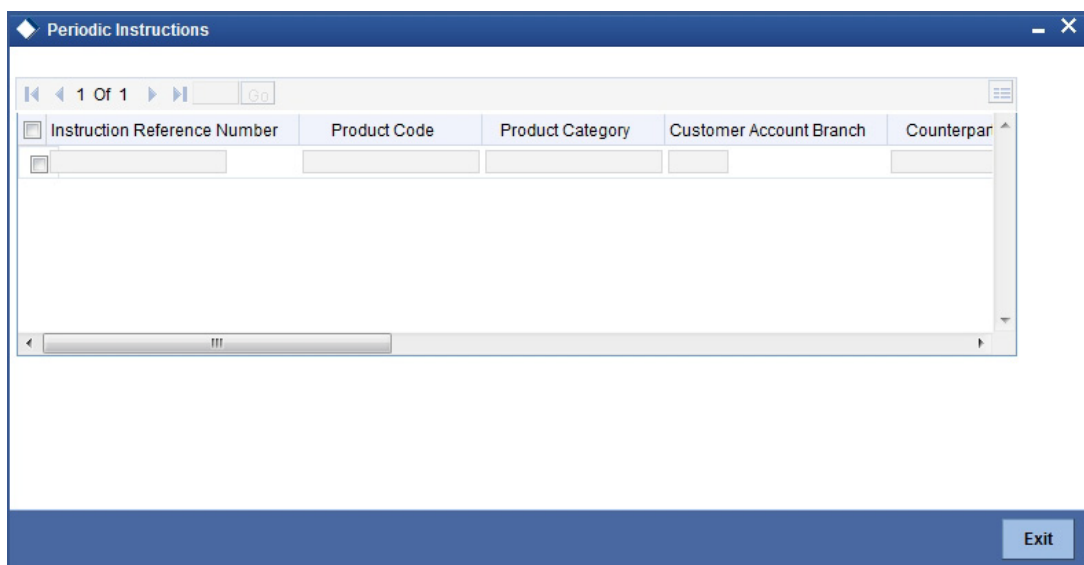 Periodic Instructions
1 Of 1 Go
Instruction Reference Number Product Code Product Category Customer Account Branch Counterpar
Exit